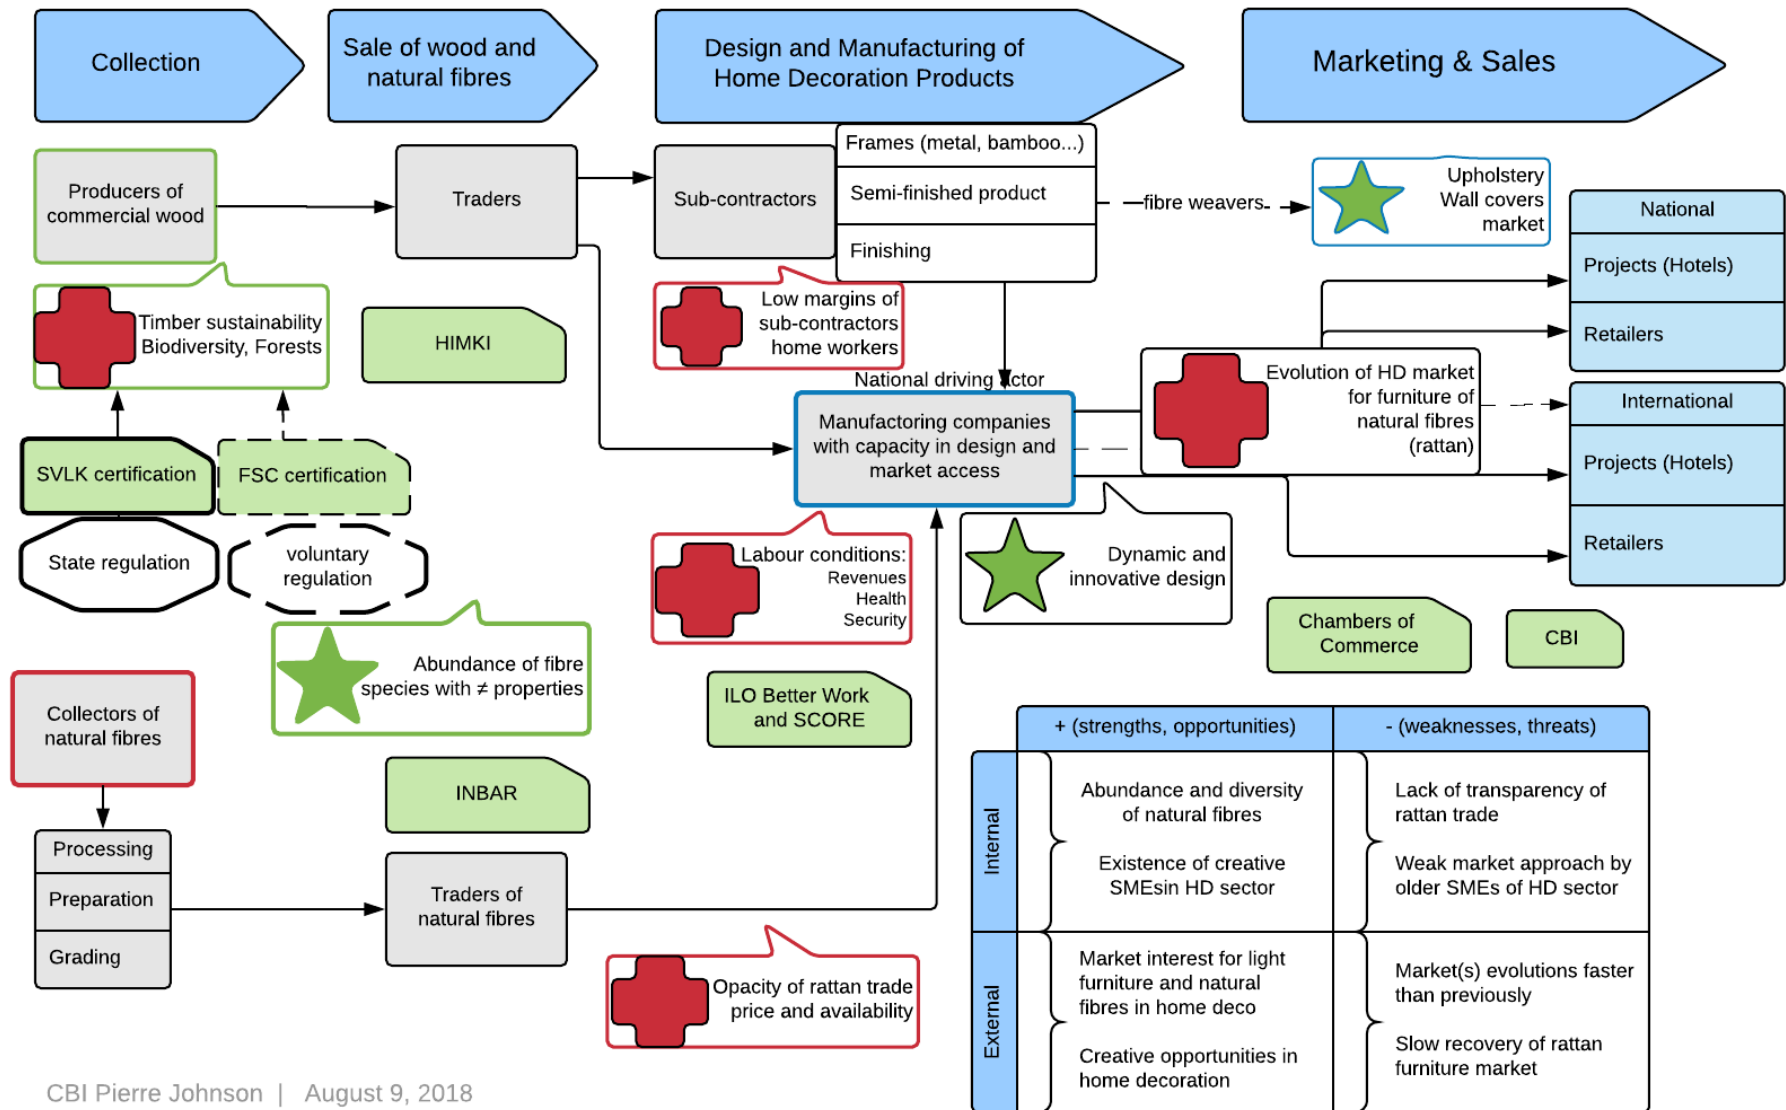 Collection
Sale of wood and
natural fibres
Design and Manufacturing of
Home Decoration Products
Marketing & Sales
Producers of
commercial wood
Traders
Sub-contractors
Frames (metal, bamboo...)
Semi-finished product
Finishing
fibre weavers
Upholstery
Wall covers
market
National
Projects (Hotels)
Retailers
Timber sustainability
Biodiversity, Forests
HIMKI
Low margins of
sub-contractors
home workers
National driving actor
Manufactoring companies
with capacity in design and
market access
Evolution of HD market
for furniture of
natural fibres
(rattan)
International
Projects (Hotels)
Retailers
SVLK certification
FSC certification
State regulation
voluntary
regulation
Labour conditions:
Revenues
Health
Security
Dynamic and
innovative design
Abundance of fibre
species with ≠ properties
Chambers of
Commerce
CBI
Collectors of
natural fibres
ILO Better Work
and SCORE
INBAR
Processing
Preparation
Grading
Traders of
natural fibres
Opacity of rattan trade
price and availability
+ (strengths, opportunities)
- (weaknesses, threats)
Internal
Abundance and diversity
of natural fibres
Existence of creative
SMEsin HD sector
Lack of transparency of
rattan trade
Weak market approach by
older SMEs of HD sector
External
Market interest for light
furniture and natural
fibres in home deco
Creative opportunities in
home decoration
Market(s) evolutions faster
than previously
Slow recovery of rattan
furniture market
CBI Pierre Johnson | August 9, 2018